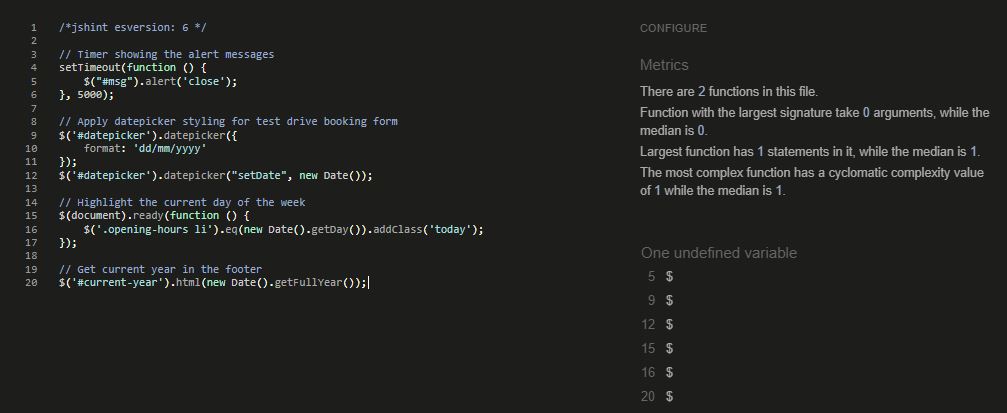 1 /*jshint esversion: 6 */
2
3 // Timer showing the alert messages
4 setTimeout(function () {
5     $("#msg").alert('close');
6 }, 5000);
7
8 // Apply datepicker styling for test drive booking form
9 $('#datepicker').datepicker({
10     format: 'dd/mm/yyyy'
11 });
12 $('#datepicker').datepicker("setDate", new Date());
13
14 // Highlight the current day of the week
15 $(document).ready(function () {
16     $('.opening-hours li').eq(new Date().getDay()).addClass('today');
17 });
18
19 // Get current year in the footer
20 $('#current-year').html(new Date().getFullYear());
CONFIGURE
Metrics
There are 2 functions in this file.
Function with the largest signature take 0 arguments, while the
median is 0.
Largest function has 1 statements in it, while the median is 1.
The most complex function has a cyclomatic complexity value
of 1 while the median is 1.
One undefined variable
5 $
9 $
12 $
15 $
16 $
20 $